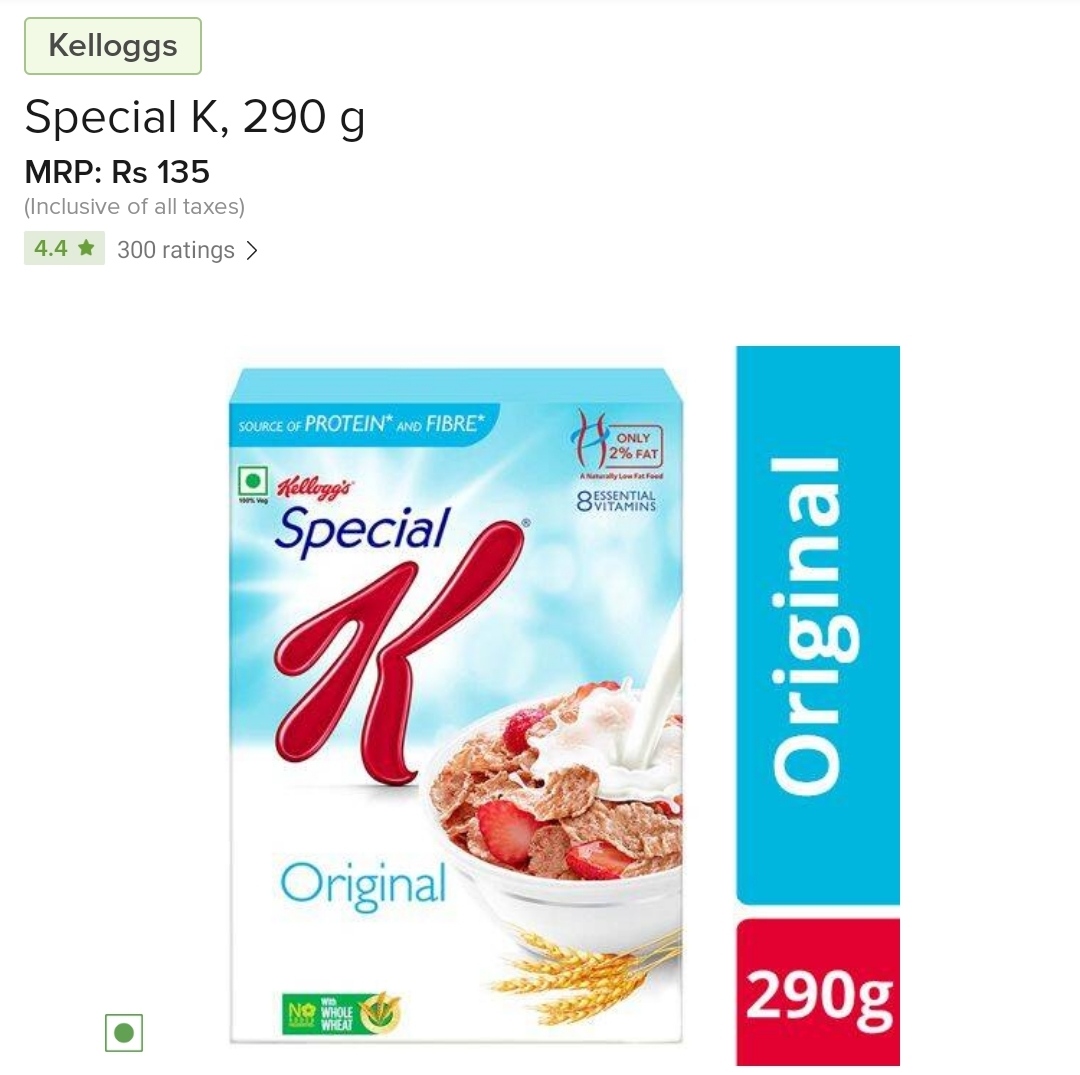 Kelloggs
Special K, 290 g
MRP: Rs 135
(Inclusive of all taxes)
4.4 ★ 300 ratings >
SOURCE OF PROTEIN* AND FIBRE*
ONLY
2% FAT
A Naturally Low Fat Food
8 ESSENTIAL
VITAMINS
100% Veg
Kellogg's
Special
K®
Original
NO
With
WHOLE
WHEAT
Original
290g